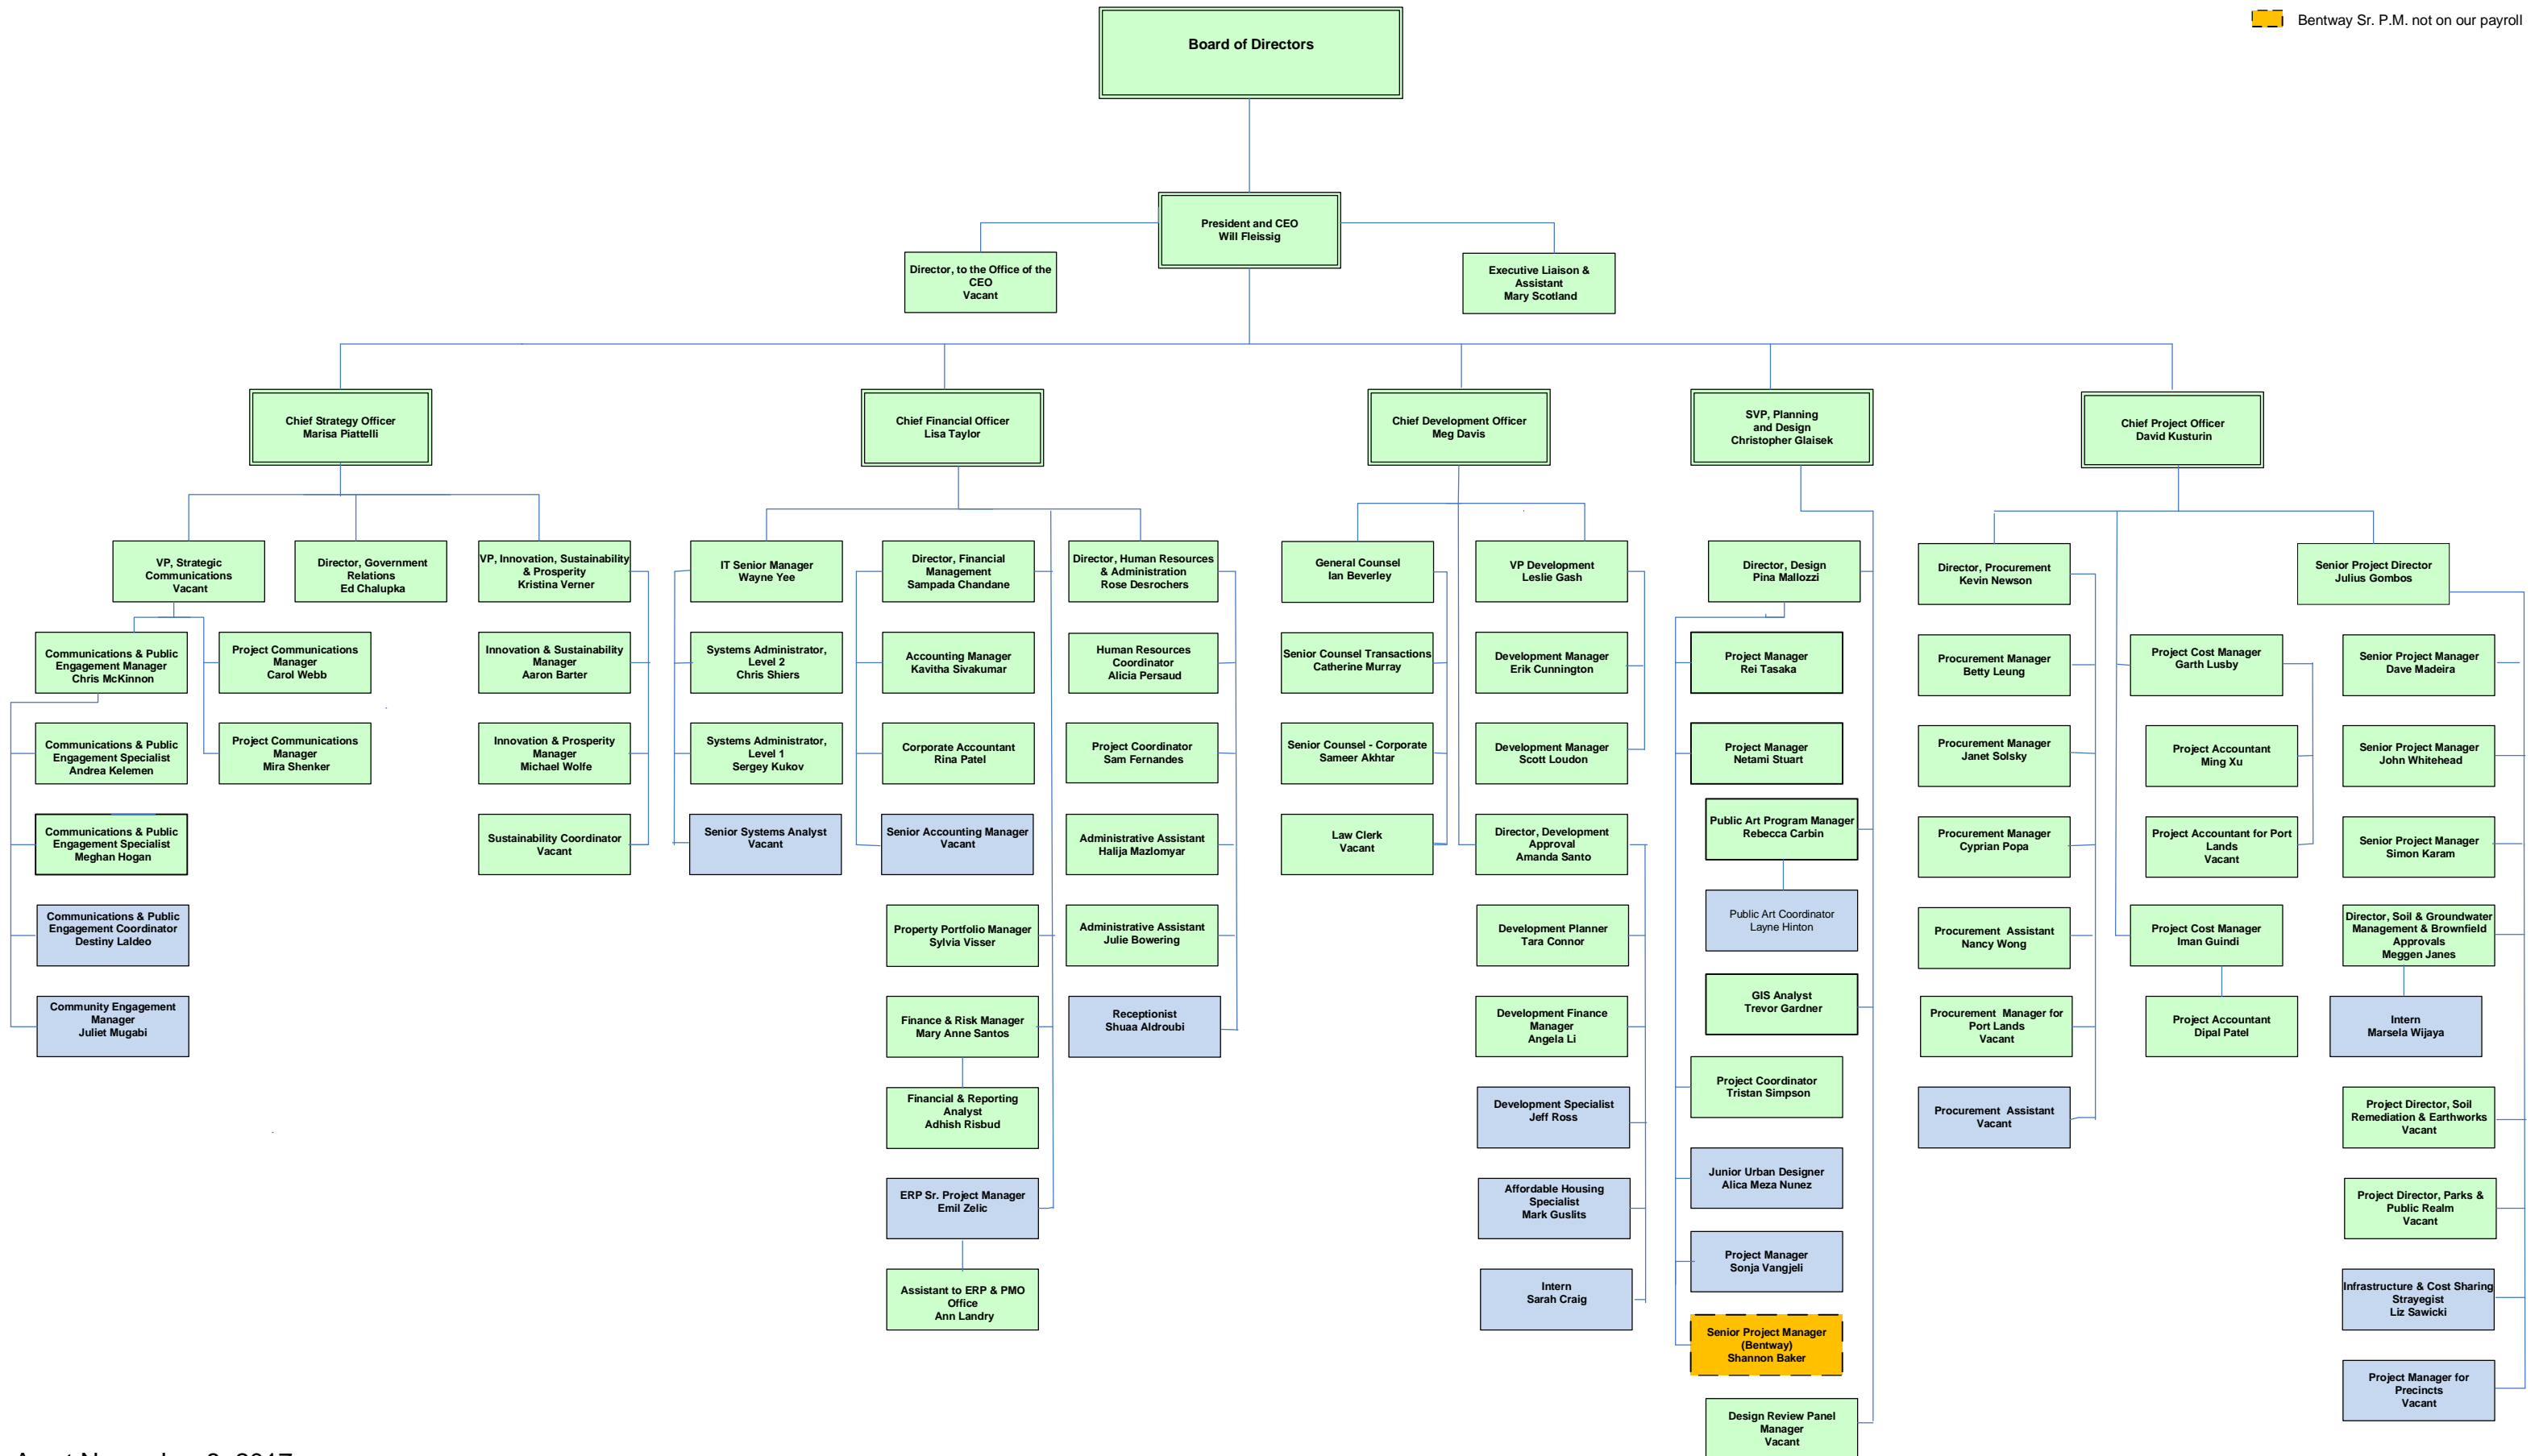 Bentway Sr. P.M. not on our payroll
Board of Directors
President and CEO
Will Fleissig
Director, to the Office of the
CEO
Vacant
Executive Liaison &
Assistant
Mary Scotland
Chief Strategy Officer
Marisa Piattelli
Chief Financial Officer
Lisa Taylor
Chief Development Officer
Meg Davis
SVP, Planning
and Design
Christopher Glaisek
Chief Project Officer
David Kusturin
VP, Strategic
Communications
Vacant
Director, Government
Relations
Ed Chalupka
VP, Innovation, Sustainability
& Prosperity
Kristina Verner
IT Senior Manager
Wayne Yee
Director, Financial
Management
Sampada Chandane
Director, Human Resources
& Administration
Rose Desrochers
General Counsel
Ian Beverley
VP Development
Leslie Gash
Director, Design
Pina Mallozzi
Director, Procurement
Kevin Newson
Senior Project Director
Julius Gombos
Communications & Public
Engagement Manager
Chris McKinnon
Project Communications
Manager
Carol Webb
Innovation & Sustainability
Manager
Aaron Barter
Systems Administrator,
Level 2
Chris Shiers
Accounting Manager
Kavitha Sivakumar
Human Resources
Coordinator
Alicia Persaud
Senior Counsel Transactions
Catherine Murray
Development Manager
Erik Cunnington
Project Manager
Rei Tasaka
Procurement Manager
Betty Leung
Project Cost Manager
Garth Lusby
Senior Project Manager
Dave Madeira
Communications & Public
Engagement Specialist
Andrea Kelemen
Project Communications
Manager
Mira Shenker
Innovation & Prosperity
Manager
Michael Wolfe
Systems Administrator,
Level 1
Sergey Kukov
Corporate Accountant
Rina Patel
Project Coordinator
Sam Fernandes
Senior Counsel - Corporate
Sameer Akhtar
Development Manager
Scott Loudon
Project Manager
Netami Stuart
Procurement Manager
Janet Solsky
Project Accountant
Ming Xu
Senior Project Manager
John Whitehead
Communications & Public
Engagement Specialist
Meghan Hogan
Sustainability Coordinator
Vacant
Senior Systems Analyst
Vacant
Senior Accounting Manager
Vacant
Administrative Assistant
Halija Mazlomyar
Law Clerk
Vacant
Director, Development
Approval
Amanda Santo
Public Art Program Manager
Rebecca Carbin
Procurement Manager
Cyprian Popa
Project Accountant for Port
Lands
Vacant
Senior Project Manager
Simon Karam
Communications & Public
Engagement Coordinator
Destiny Laldeo
Property Portfolio Manager
Sylvia Visser
Administrative Assistant
Julie Bowering
Development Planner
Tara Connor
Public Art Coordinator
Layne Hinton
Procurement Assistant
Nancy Wong
Project Cost Manager
Iman Guindi
Director, Soil & Groundwater
Management & Brownfield
Approvals
Meggen Janes
Community Engagement
Manager
Juliet Mugabi
Finance & Risk Manager
Mary Anne Santos
Receptionist
Shuaa Aldroubi
Development Finance
Manager
Angela Li
GIS Analyst
Trevor Gardner
Procurement Manager for
Port Lands
Vacant
Project Accountant
Dipal Patel
Intern
Marsela Wijaya
Financial & Reporting
Analyst
Adhish Risbud
Development Specialist
Jeff Ross
Project Coordinator
Tristan Simpson
Procurement Assistant
Vacant
Project Director, Soil
Remediation & Earthworks
Vacant
ERP Sr. Project Manager
Emil Zelic
Affordable Housing
Specialist
Mark Guslits
Junior Urban Designer
Alica Meza Nunez
Project Director, Parks &
Public Realm
Vacant
Project Manager
Sonja Vangjeli
Assistant to ERP & PMO
Office
Ann Landry
Intern
Sarah Craig
Infrastructure & Cost Sharing
Strayegist
Liz Sawicki
Senior Project Manager
(Bentway)
Shannon Baker
Project Manager for
Precincts
Vacant
Design Review Panel
Manager
Vacant